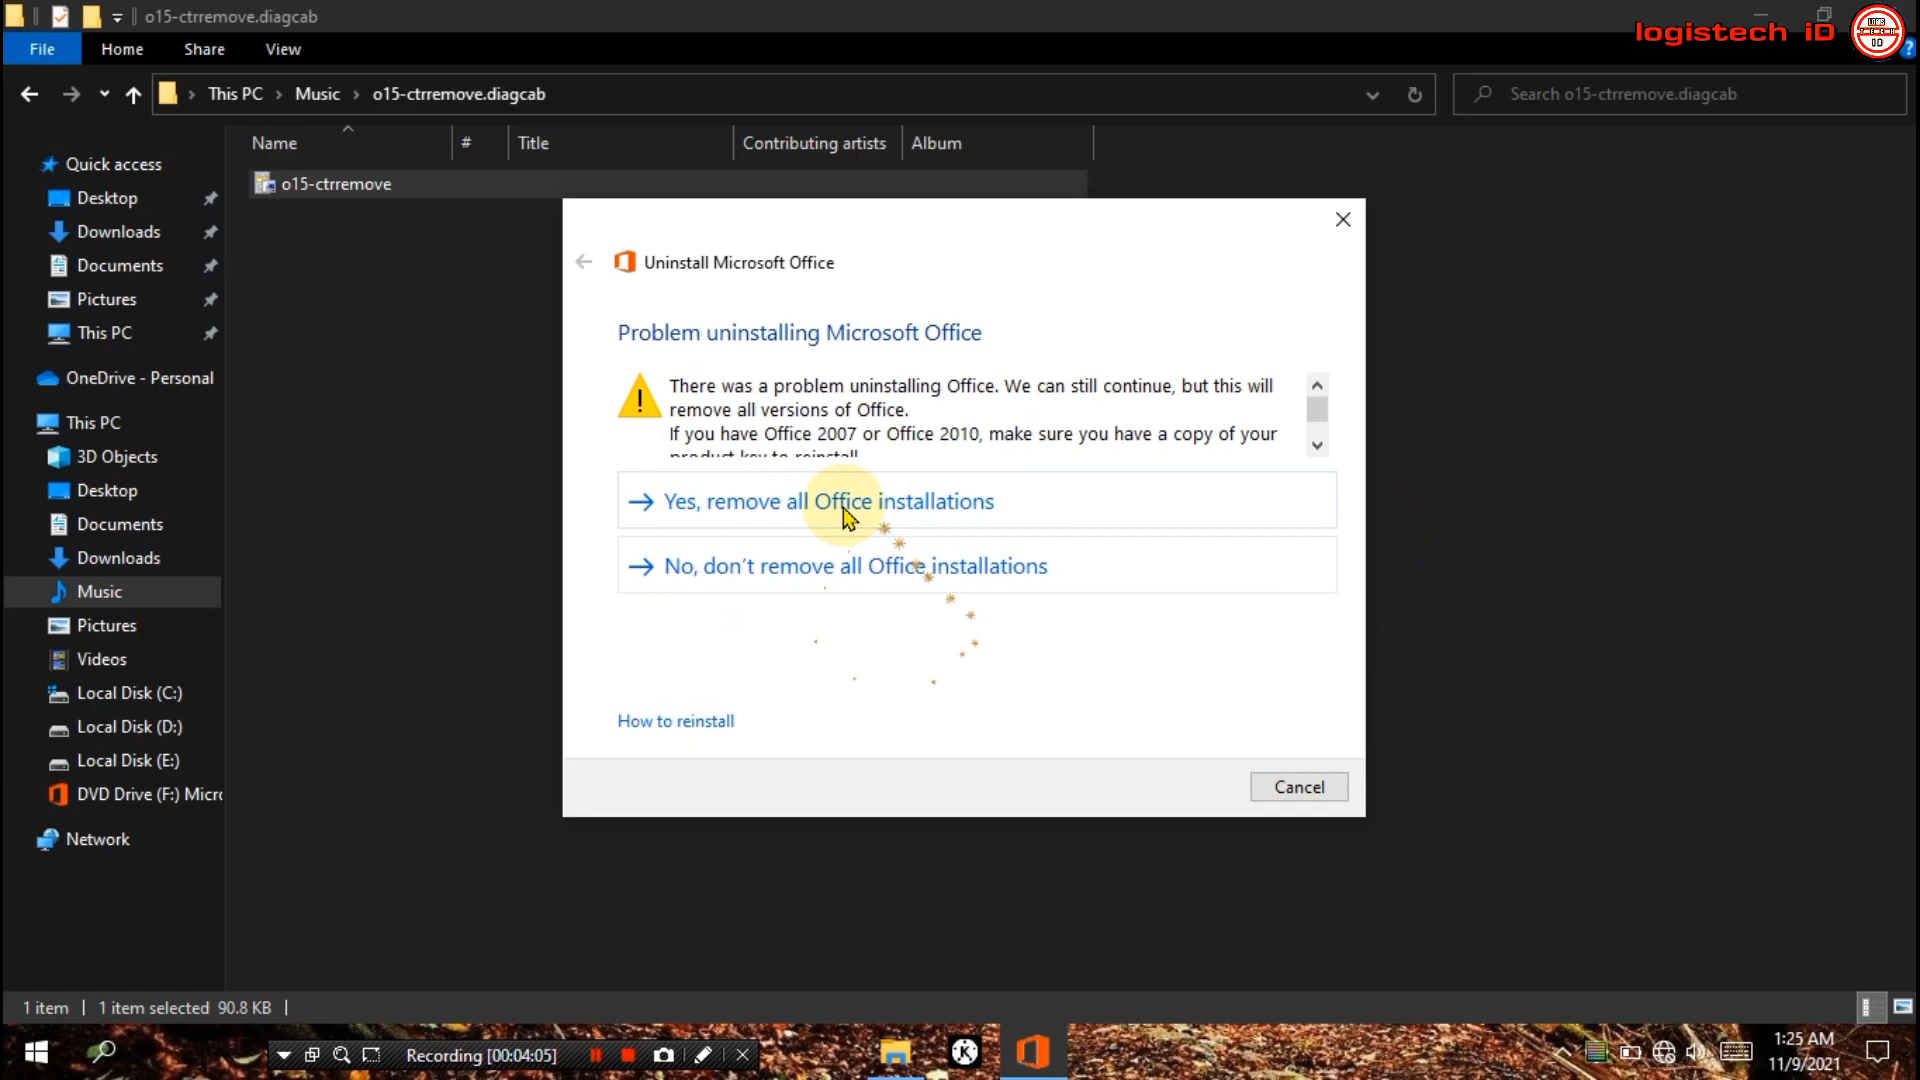 o15-ctrremove.diagcab
logistech iD
File
Home
Share
View
This PC
Music
o15-ctrremove.diagcab
Search o15-ctrremove.diagcab
Name
#
Title
Contributing artists
Album
o15-ctrremove
Quick access
Desktop
Downloads
Documents
Pictures
This PC
OneDrive - Personal
This PC
3D Objects
Desktop
Documents
Downloads
Music
Pictures
Videos
Local Disk (C:)
Local Disk (D:)
Local Disk (E:)
DVD Drive (F:) Micro
Network
Uninstall Microsoft Office
Problem uninstalling Microsoft Office
There was a problem uninstalling Office. We can still continue, but this will
remove all versions of Office.
If you have Office 2007 or Office 2010, make sure you have a copy of your
product key to reinstall.
Yes, remove all Office installations
No, don't remove all Office installations
How to reinstall
Cancel
1 item
1 item selected 90.8 KB
Recording [00:04:05]
1:25 AM
11/9/2021